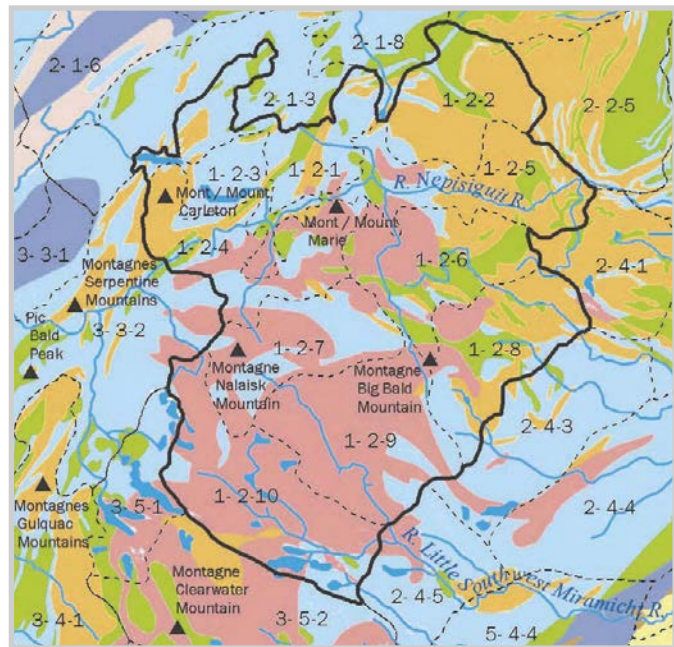 2- 1-8
2- 1-6
2- 1-3
1- 2-2
2- 2-5
1- 2-3
1- 2-1
1- 2-5
R. Nepisiguit R.
Mont / Mount
Carleton
Mont / Mount
Marie
3- 3-1
1- 2-4
1- 2-6
2- 4-1
Montagnes
Serpentine
Mountains
Pic
Bald
Peak
3- 3-2
1- 2-7
1- 2-8
Montagne
Nalaisk
Mountain
Montagne
Big Bald
Mountain
2- 4-3
1- 2-9
Montagnes
Gulquac
Mountains
3- 5-1
1- 2-10
2- 4-4
R. Little Southwest Miramichi R.
Montagne
Clearwater
Mountain
2- 4-5
3- 4-1
3- 5-2
5- 4-4